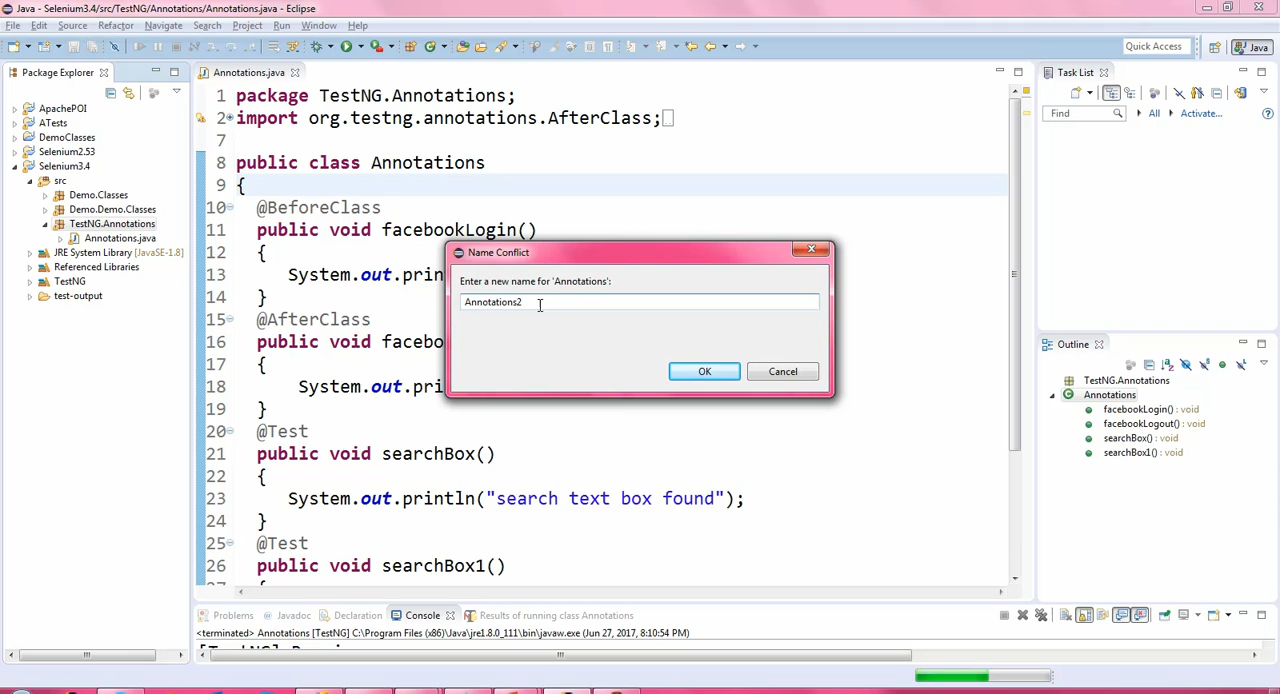 Java - Selenium3.4/src/TestNG/Annotations/Annotations.java - Eclipse
File Edit Source Refactor Navigate Search Project Run Window Help
Quick Access
Java
Package Explorer
ApachePOI
ATests
DemoClasses
Selenium2.53
Selenium3.4
src
Demo.Classes
Demo.Demo.Classes
TestNG.Annotations
Annotations.java
JRE System Library [JavaSE-1.8]
Referenced Libraries
TestNG
test-output
Annotations.java
1 package TestNG.Annotations;
2 import org.testng.annotations.AfterClass;
7
8 public class Annotations
9 {
10 @BeforeClass
11 public void facebookLogin()
12 {
13 System.out.prin
14 }
15 @AfterClass
16 public void facebo
17 {
18 System.out.pri
19 }
20 @Test
21 public void searchBox()
22 {
23 System.out.println("search text box found");
24 }
25 @Test
26 public void searchBox1()
27 {
Name Conflict
Enter a new name for 'Annotations':
Annotations2
OK
Cancel
Task List
Find
All
Activate...
Outline
TestNG.Annotations
Annotations
facebookLogin() : void
facebookLogout() : void
searchBox() : void
searchBox1() : void
Problems Javadoc Declaration Console Results of running class Annotations
<terminated> Annotations [TestNG] C:\Program Files (x86)\Java\jre1.8.0_111\bin\javaw.exe (Jun 27, 2017, 8:10:54 PM)